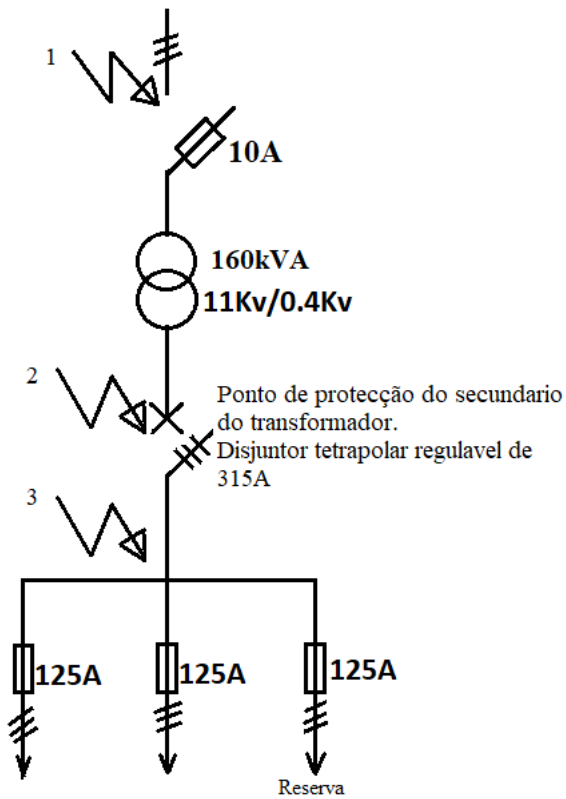 1
10A
160kVA
11Kv/0.4Kv
2
Ponto de protecção do secundario
do transformador.
Disjuntor tetrapolar regulavel de
315A
3
125A
125A
125A
Reserva